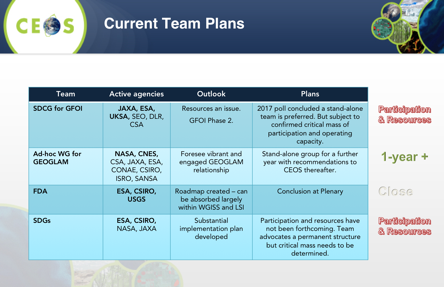 CEOS
Current Team Plans
Team
Active agencies
Outlook
Plans
SDCG for GFOI
JAXA, ESA,
UKSA, SEO, DLR,
CSA
Resources an issue.
GFOI Phase 2.
2017 poll concluded a stand-alone
team is preferred. But subject to
confirmed critical mass of
participation and operating
capacity.
Participation
& Resources
Ad-hoc WG for
GEOGLAM
NASA, CNES,
CSA, JAXA, ESA,
CONAE, CSIRO,
ISRO, SANSA
Foresee vibrant and
engaged GEOGLAM
relationship
Stand-alone group for a further
year with recommendations to
CEOS thereafter.
1-year +
FDA
ESA, CSIRO,
USGS
Roadmap created – can
be absorbed largely
within WGISS and LSI
Conclusion at Plenary
Close
SDGs
ESA, CSIRO,
NASA, JAXA
Substantial
implementation plan
developed
Participation and resources have
not been forthcoming. Team
advocates a permanent structure
but critical mass needs to be
determined.
Participation
& Resources